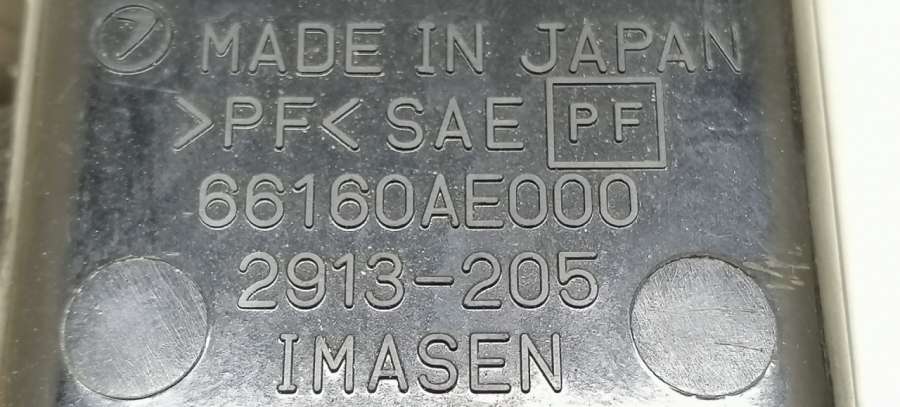 MADE IN JAPAN
>PF< SAE PF
66160AE000
2913-205
IMASEN